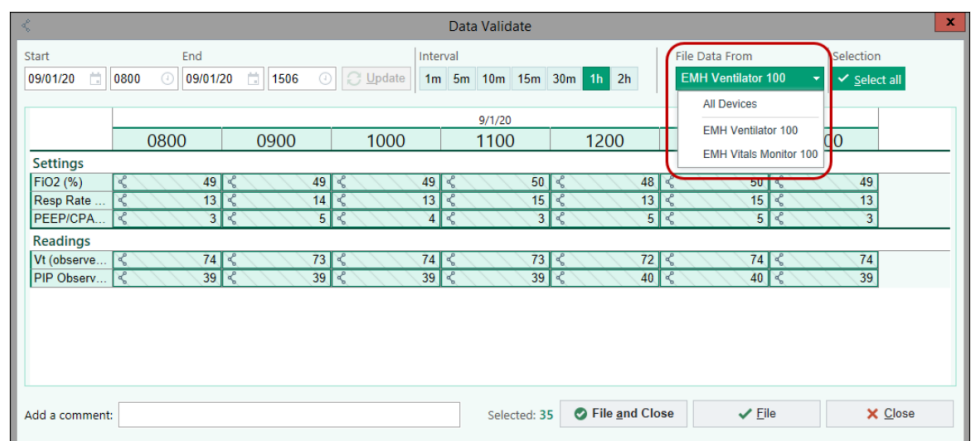 Data Validate
x
Start End Interval File Data From Selection
09/01/20 0800 09/01/20 1506 Update 1m 5m 10m 15m 30m 1h 2h EMH Ventilator 100 Select all
All Devices
EMH Ventilator 100
EMH Vitals Monitor 100
9/1/20
0800 0900 1000 1100 1200 00
Settings
FiO2 (%) 49 49 49 50 48 50 49
Resp Rate ... 13 14 13 15 13 15 13
PEEP/CPA... 3 5 4 3 5 5 3
Readings
Vt (observe... 74 73 74 73 72 74 74
PIP Observ... 39 39 39 39 40 40 39
Add a comment: Selected: 35 File and Close File Close